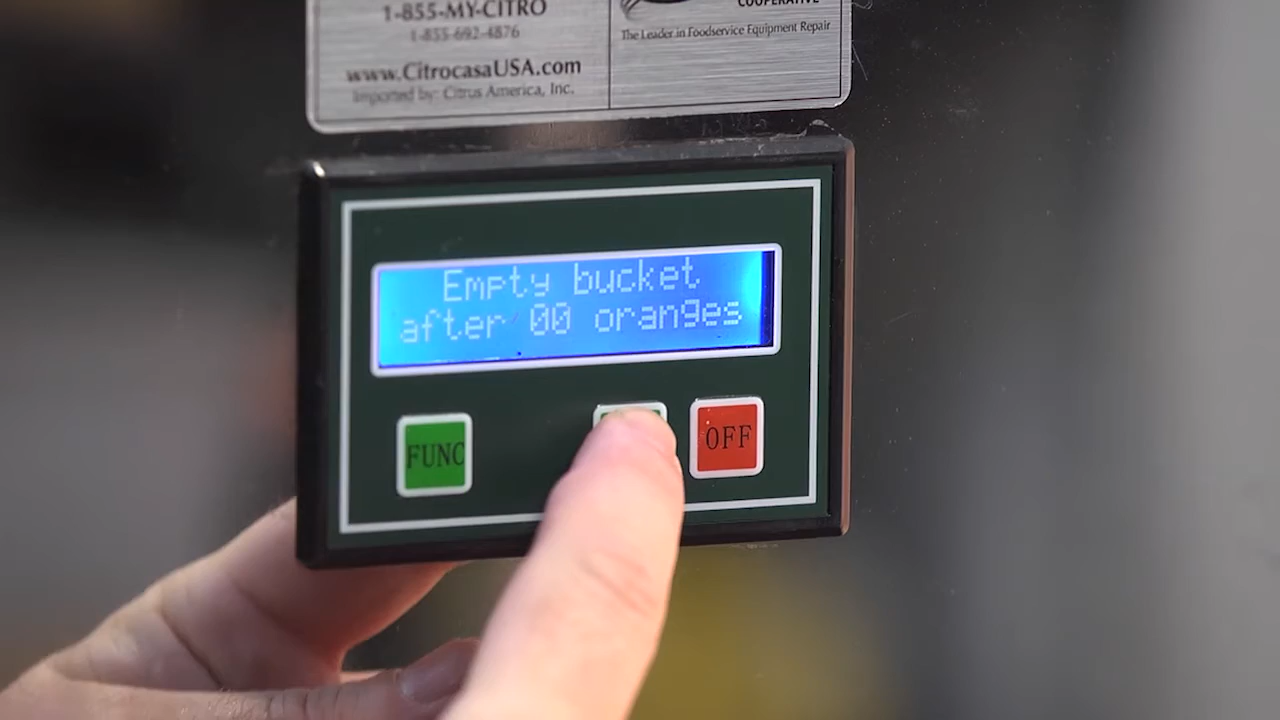 1-855-MY-CITRO
1-855-692-4876
www.CitrocasaUSA.com
Imported by: Citrus America, Inc.
COOPERATIVE
The Leader in Foodservice Equipment Repair
Empty bucket
after 00 oranges
FUNC
OFF